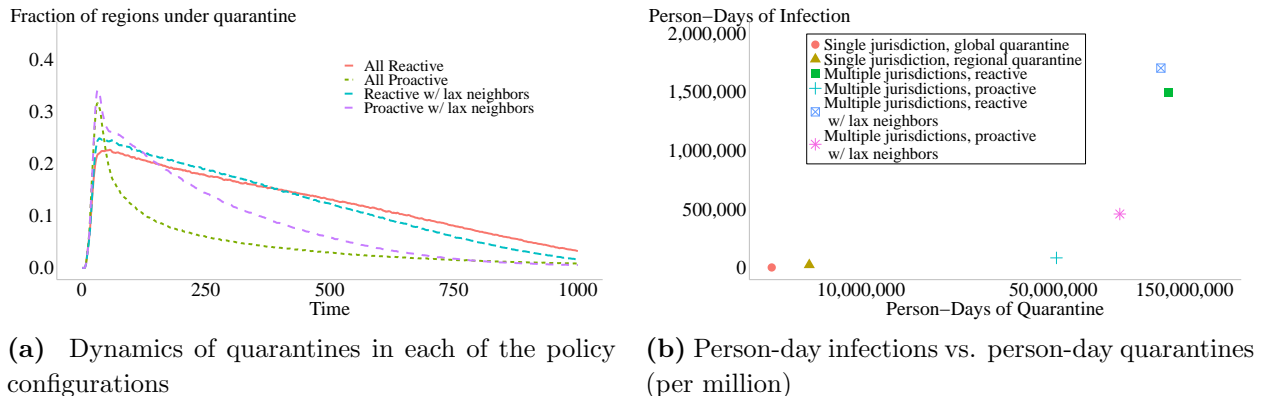 Fraction of regions under quarantine
0.4
0.3
0.2
0.1
0.0
All Reactive
All Proactive
Reactive w/ lax neighbors
Proactive w/ lax neighbors
0 250 500 750 1000
Time
(a) Dynamics of quarantines in each of the policy
configurations
Person−Days of Infection
2,000,000
1,500,000
1,000,000
500,000
0
Single jurisdiction, global quarantine
Single jurisdiction, regional quarantine
Multiple jurisdictions, reactive
Multiple jurisdictions, proactive
Multiple jurisdictions, reactive
w/ lax neighbors
Multiple jurisdictions, proactive
w/ lax neighbors
10,000,000 50,000,000 150,000,000
Person−Days of Quarantine
(b) Person-day infections vs. person-day quarantines
(per million)